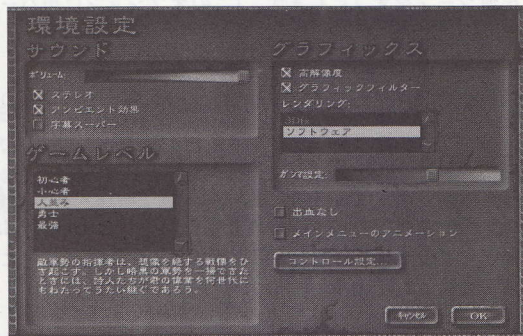 環境設定
サウンド
ボリューム:
ステレオ
アンビエント効果
字幕スーパー
ゲームレベル
初心者
小心者
人並み
勇士
最強
敵軍勢の指揮者は、想像を絶する戦慄をひ
き起こす。しかし暗黒の軍勢を一掃できた
ときには、詩人たちが君の偉業を何世代に
もわたってうたい継ぐであろう。
グラフィックス
高解像度
グラフィックフィルター
レンダリング:
3Dfx
ソフトウェア
ガンマ設定:
出血なし
メインメニューのアニメーション
コントロール設定...
キャンセル
OK